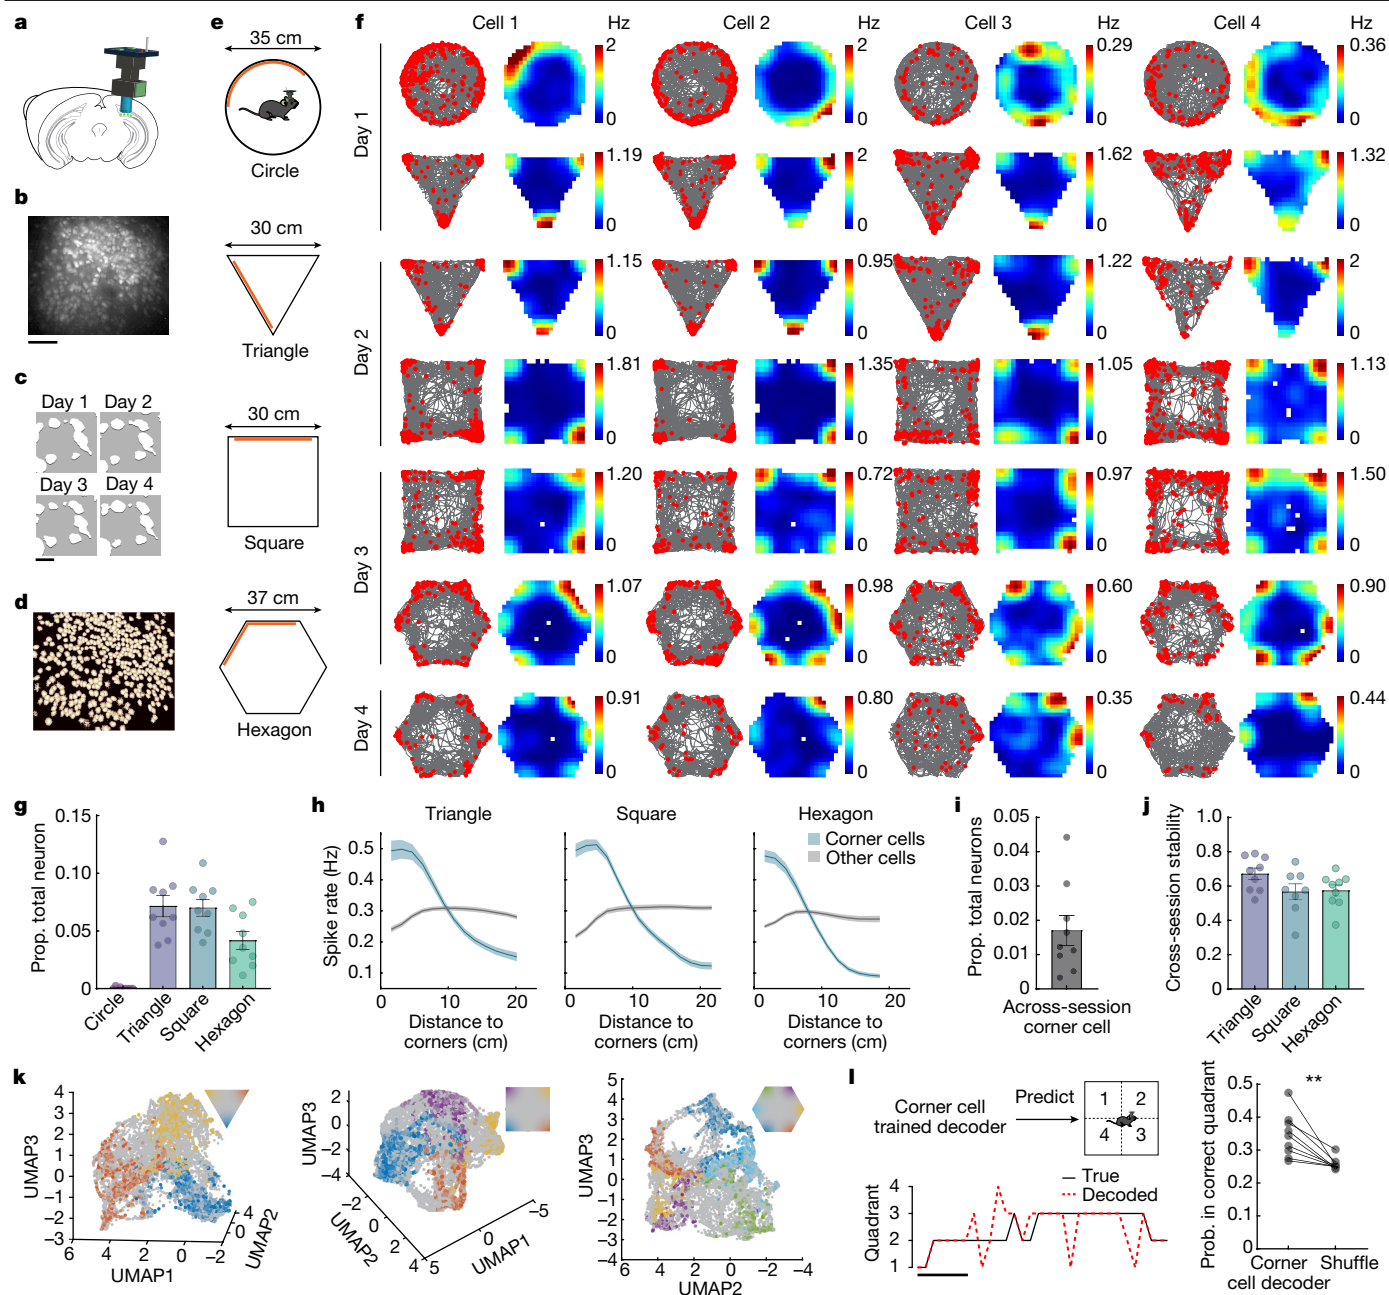 a
b
c
Day 1 Day 2
Day 3 Day 4
d
e
35 cm
Circle
30 cm
Triangle
30 cm
Square
37 cm
Hexagon
f
Cell 1 Hz Cell 2 Hz Cell 3 Hz Cell 4 Hz
Day 1
2 2 0.29 0.36
0 0 0 0
1.19 2 1.62 1.32
0 0 0 0
Day 2
1.15 0.95 1.22 2
0 0 0 0
1.81 1.35 1.05 1.13
0 0 0 0
Day 3
1.20 0.72 0.97 1.50
0 0 0 0
1.07 0.98 0.60 0.90
0 0 0 0
Day 4
0.91 0.80 0.35 0.44
0 0 0 0
g
Prop. total neuron
0.15
0.10
0.05
0
Circle Triangle Square Hexagon
h
Triangle Square Hexagon
Corner cells
Other cells
Spike rate (Hz)
0.5
0.3
0.1
0 10 20 0 10 20 0 10 20
Distance to corners (cm) Distance to corners (cm) Distance to corners (cm)
i
Prop. total neurons
0.05
0.04
0.03
0.02
0.01
0
Across-session
corner cell
j
Cross-session stability
1.0
0.8
0.6
0.4
0.2
0
Triangle Square Hexagon
k
UMAP3
4
3
2
1
0
−1
−2
−3
6 4 2 0 −2
UMAP1
4
0
UMAP2
UMAP3
2
0
−2
−4
−2
0
2
4
UMAP2
5
0
−5
UMAP1
UMAP3
5
4
3
2
1
0
−1
−2
−3
−4
6 4 2 0 −2 −4
UMAP2
l
Corner cell
trained decoder
Predict
1 2
4 3
True
Decoded
Quadrant
4
3
2
1
Prob. in correct quadrant
**
0.5
0.4
0.3
0.2
0.1
0
Corner Shuffle
cell decoder